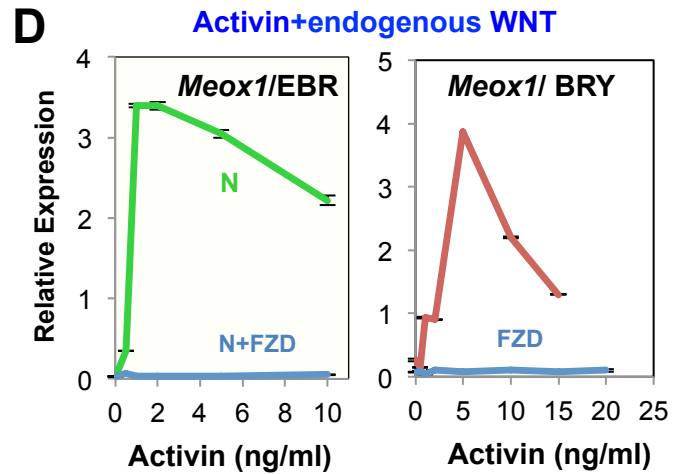 D
Activin+endogenous WNT
Relative Expression
4
3
2
1
0
Meox1/EBR
N
N+FZD
0 2 4 6 8 10
Activin (ng/ml)
5
4
3
2
1
0
Meox1/ BRY
FZD
0 5 10 15 20 25
Activin (ng/ml)